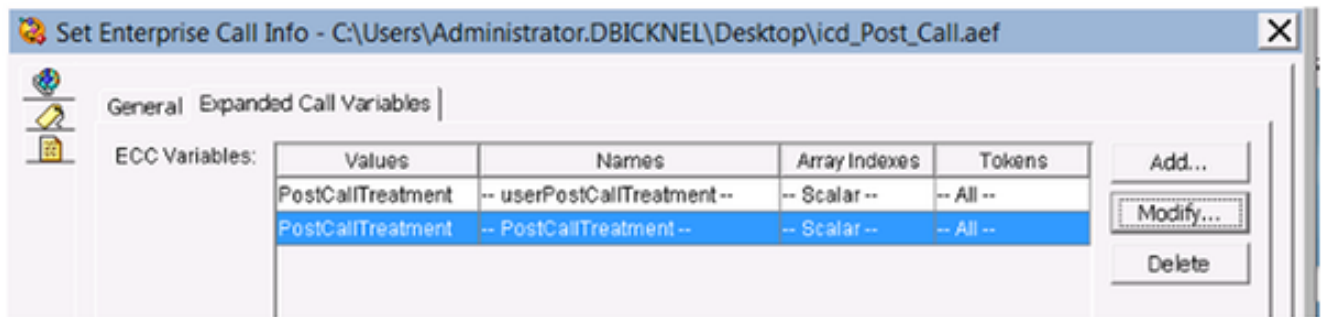 Set Enterprise Call Info - C:\Users\Administrator.DBICKNEL\Desktop\icd_Post_Call.aef
General Expanded Call Variables
ECC Variables: Values Names Array Indexes Tokens Add...
PostCallTreatment -- userPostCallTreatment -- -- Scalar -- -- All --
Modify...
PostCallTreatment -- PostCallTreatment -- -- Scalar -- -- All --
Delete